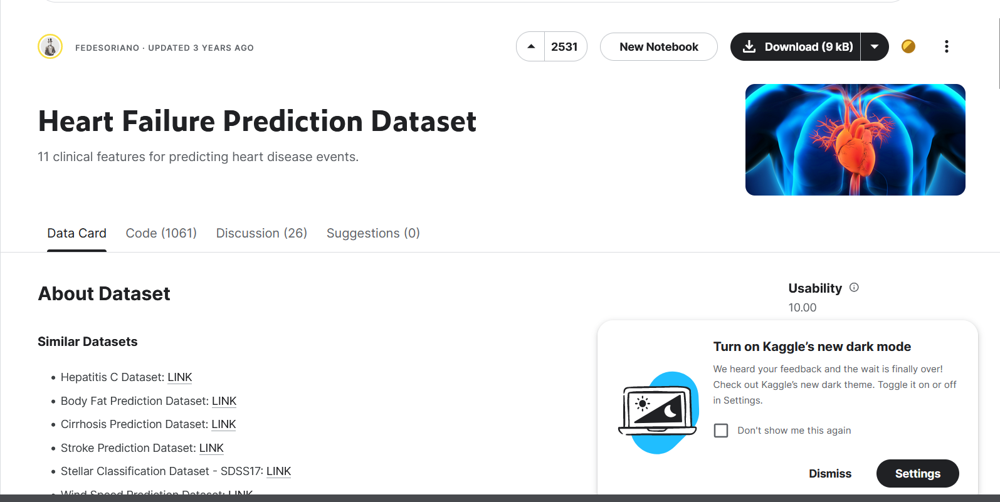 FEDESORIANO · UPDATED 3 YEARS AGO
2531
New Notebook
Download (9 kB)
Heart Failure Prediction Dataset
11 clinical features for predicting heart disease events.
Data Card
Code (1061)
Discussion (26)
Suggestions (0)
About Dataset
Usability
10.00
Similar Datasets
Hepatitis C Dataset: LINK
Body Fat Prediction Dataset: LINK
Cirrhosis Prediction Dataset: LINK
Stroke Prediction Dataset: LINK
Stellar Classification Dataset - SDSS17: LINK
Wind Speed Prediction Dataset: LINK
Turn on Kaggle’s new dark mode
We heard your feedback and the wait is finally over!
Check out Kaggle’s new dark theme. Toggle it on or off
in Settings.
Don't show me this again
Dismiss
Settings